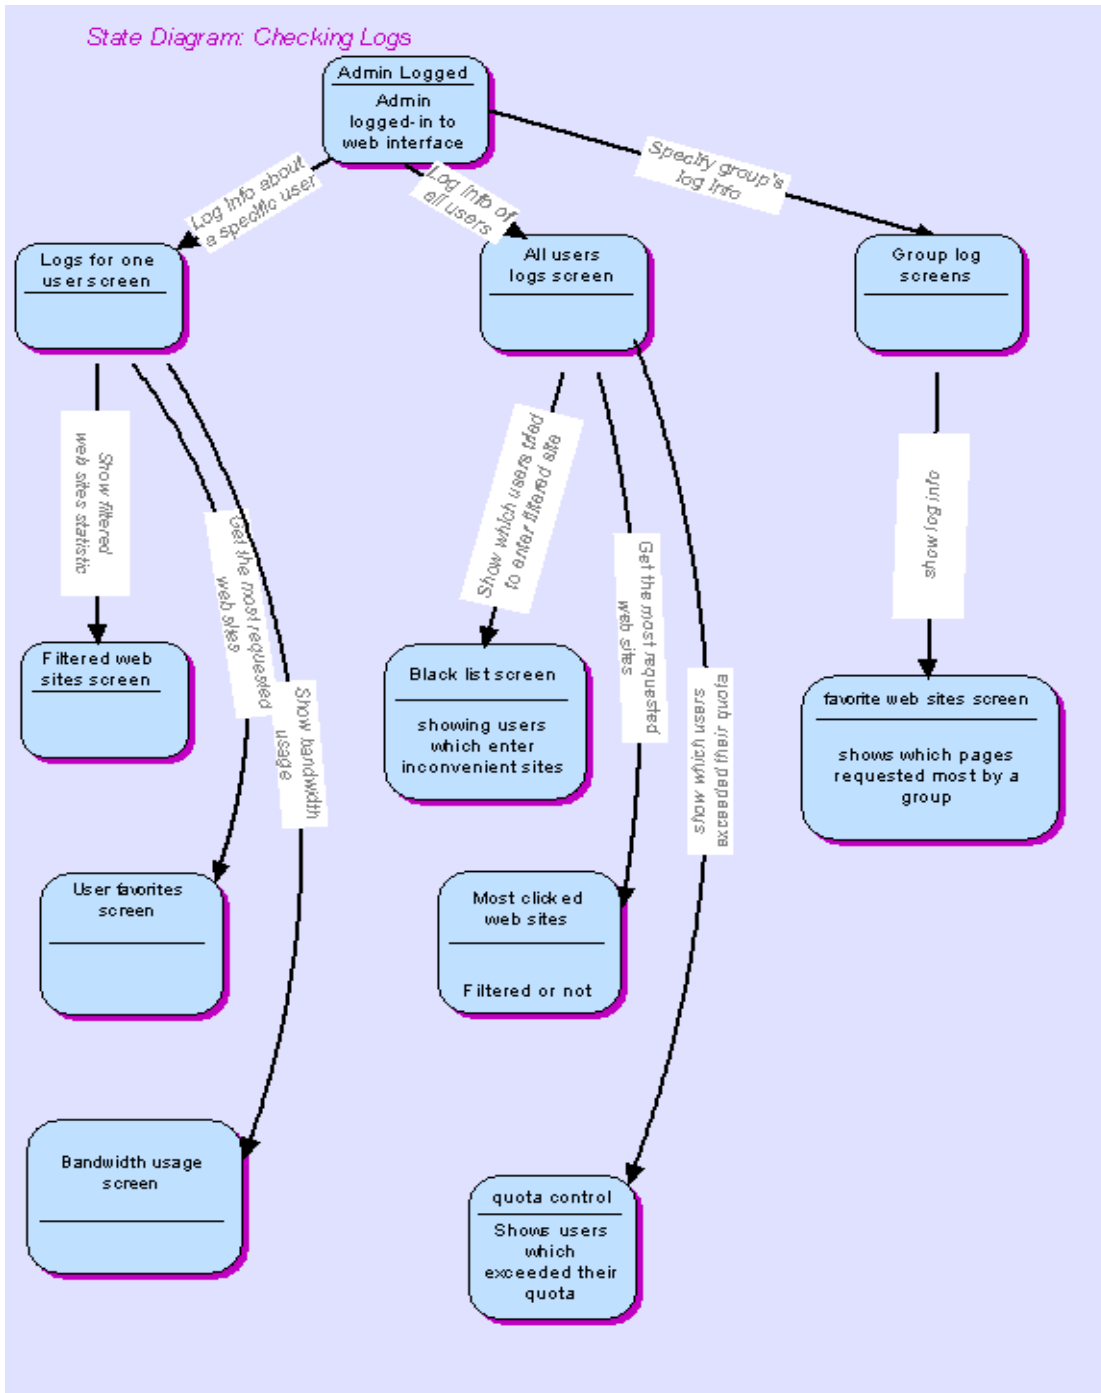 State Diagram: Checking Logs
Admin Logged
Admin
logged-in to
web interface
Log Info about
a specific user
Log Info of
all users
Specify group's
log Info
Logs for one
user screen
All users
logs screen
Group log
screens
Show filtered
web sites statistic
Get the most requested
web sites
Show bandwidth
usage
Show which users tried
to enter filtered site
Get the most requested
web sites
show which users
exceeded their quota
show log info
Filtered web
sites screen
Black list screen
showing users
which enter
inconvenient sites
favorite web sites screen
shows which pages
requested most by a
group
User favorites
screen
Most clicked
web sites
Filtered or not
Bandwidth usage
screen
quota control
Shows users
which
exceeded their
quota